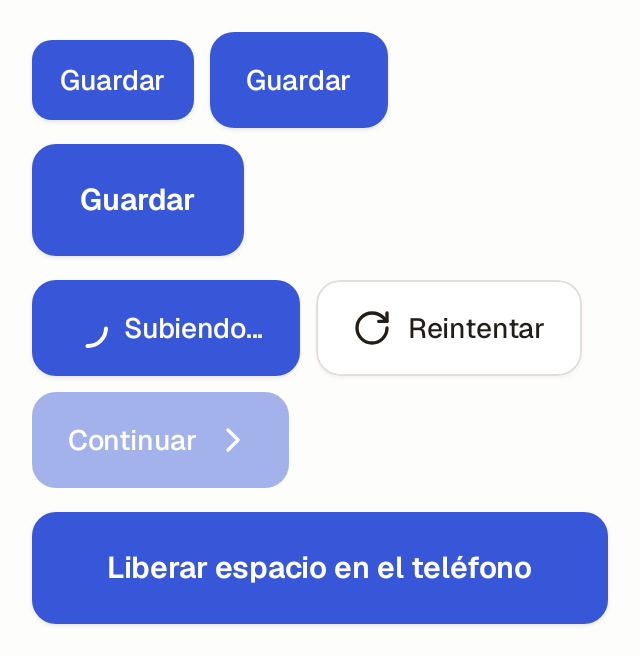 Guardar Guardar
Guardar
Subiendo... Reintentar
Continuar
Liberar espacio en el teléfono